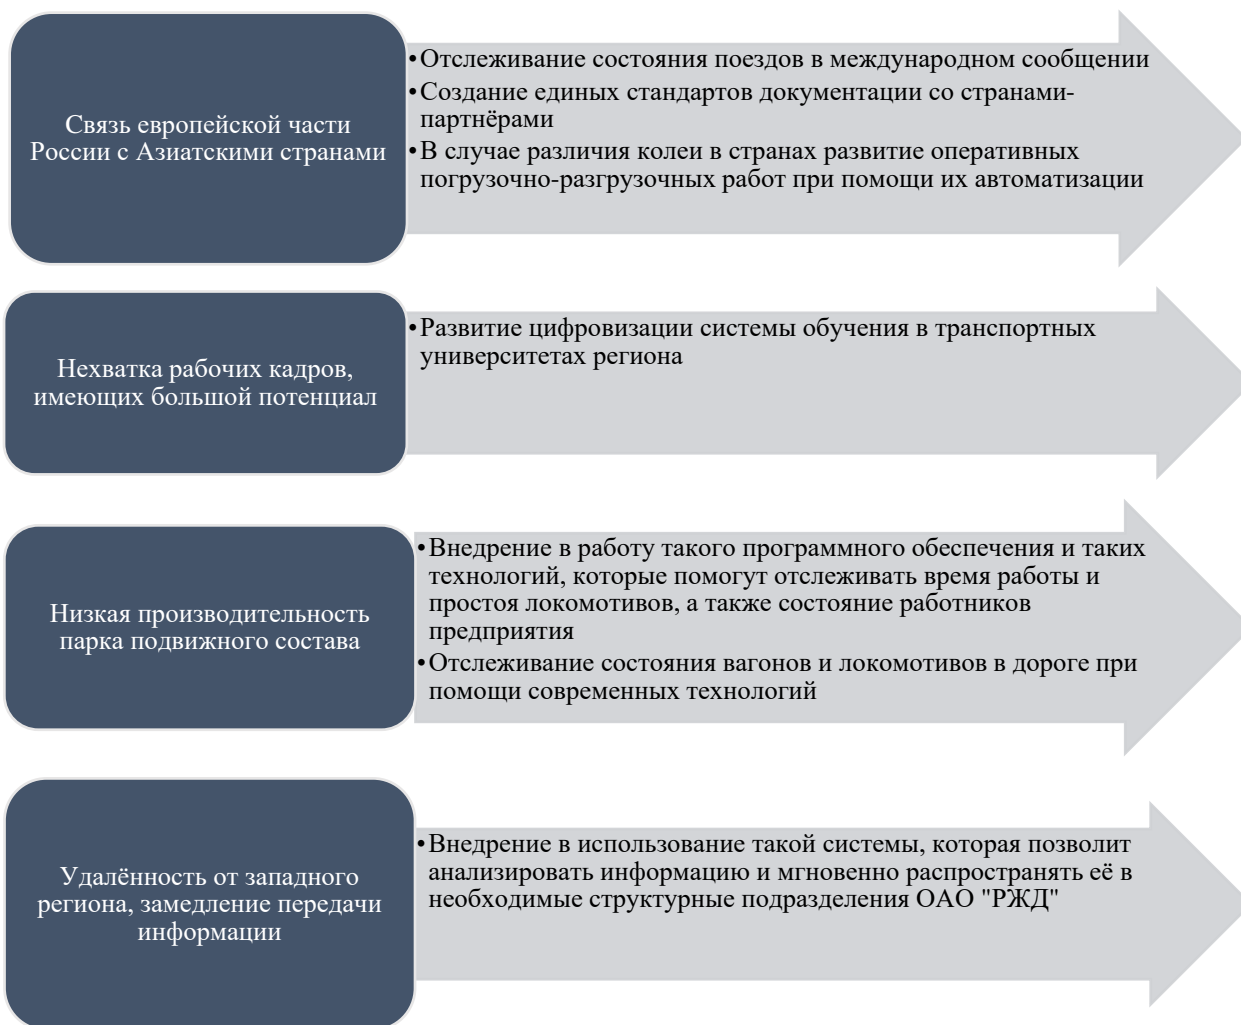 Связь европейской части
России с Азиатскими странами
•Отслеживание состояния поездов в международном сообщении
•Создание единых стандартов документации со странами-
партнёрами
•В случае различия колеи в странах развитие оперативных
погрузочно-разгрузочных работ при помощи их автоматизации
Нехватка рабочих кадров,
имеющих большой потенциал
•Развитие цифровизации системы обучения в транспортных
университетах региона
Низкая производительность
парка подвижного состава
•Внедрение в работу такого программного обеспечения и таких
технологий, которые помогут отслеживать время работы и
простоя локомотивов, а также состояние работников
предприятия
•Отслеживание состояния вагонов и локомотивов в дороге при
помощи современных технологий
Удалённость от западного
региона, замедление передачи
информации
•Внедрение в использование такой системы, которая позволит
анализировать информацию и мгновенно распространять её в
необходимые структурные подразделения ОАО "РЖД"